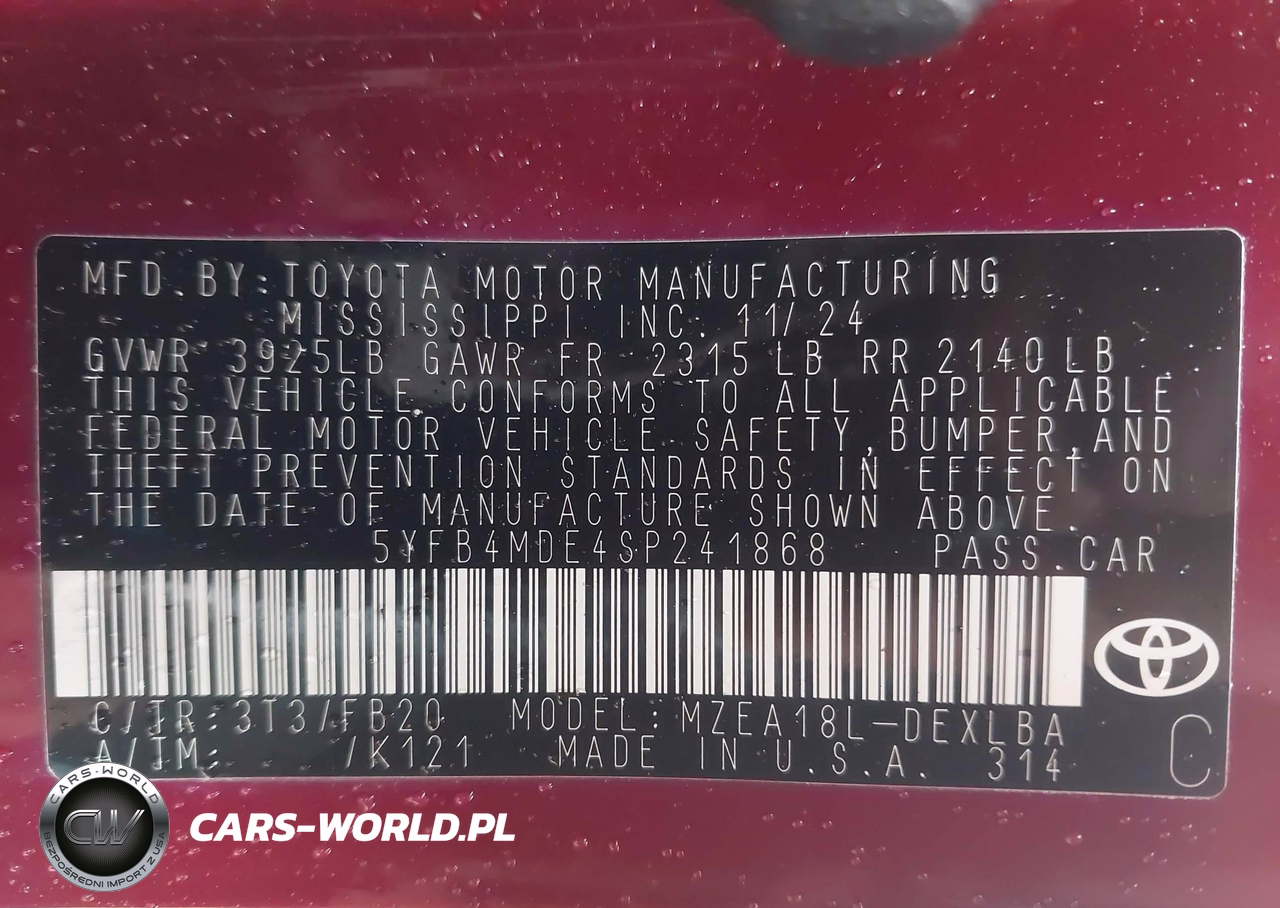 MFD.BY:TOYOTA MOTOR MANUFACTURING
MISSISSIPPI INC. 11/24
GVWR 3925LB GAWR FR 2315 LB RR 2140 LB
THIS VEHICLE CONFORMS TO ALL APPLICABLE
FEDERAL MOTOR VEHICLE SAFETY,BUMPER,AND
THEFT PREVENTION STANDARDS IN EFFECT ON
THE DATE OF MANUFACTURE SHOWN ABOVE.
5YFB4MDE4SP241868 PASS.CAR
C/TR:3T3/FB20 MODEL:MZEA18L-DEXLBA
A/TM: /K121 MADE IN U.S.A. 314
C
CARS-WORLD
CW
BEZPOŚREDNI IMPORT Z USA
CARS-WORLD.PL